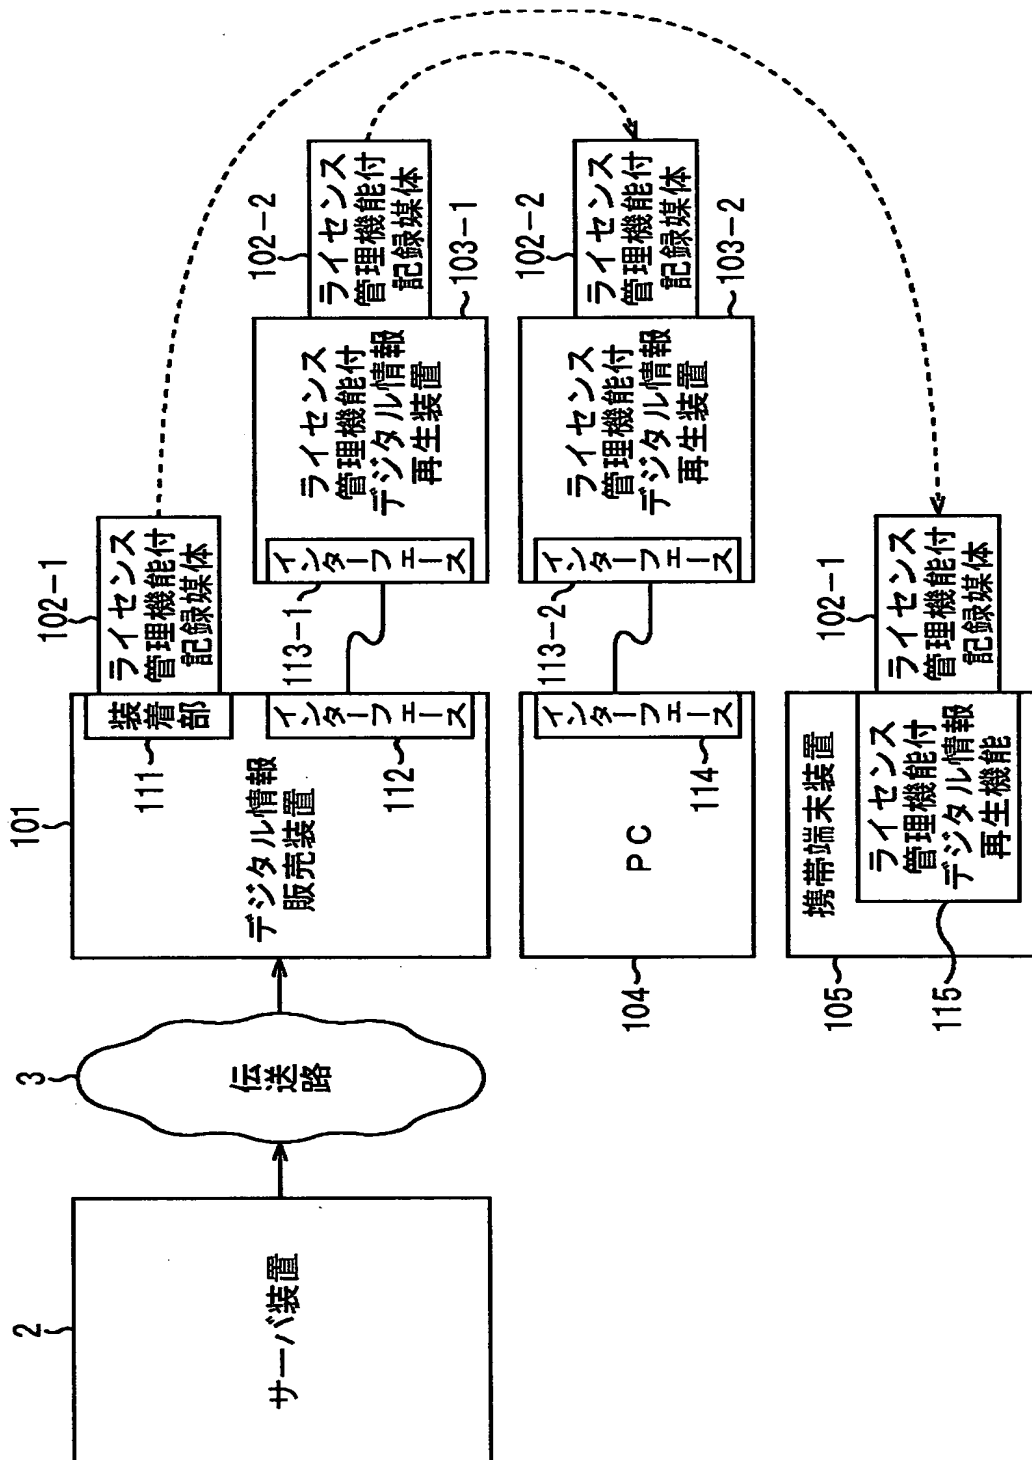 2
サーバ装置
3
伝送路
101
デジタル情報
販売装置
111
装着部
112
インターフェース
102-1
ライセンス
管理機能付
記録媒体
113-1
インターフェース
ライセンス
管理機能付
デジタル情報
再生装置
103-1
102-2
ライセンス
管理機能付
記録媒体
104
PC
114
インターフェース
113-2
インターフェース
ライセンス
管理機能付
デジタル情報
再生装置
103-2
102-2
ライセンス
管理機能付
記録媒体
105
携帯端末装置
115
ライセンス
管理機能付
デジタル情報
再生機能
102-1
ライセンス
管理機能付
記録媒体